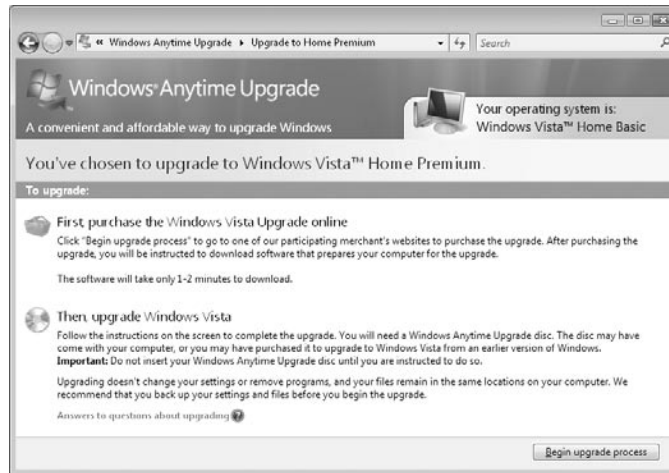 « Windows Anytime Upgrade ▸ Upgrade to Home Premium
Search
Windows Anytime Upgrade
A convenient and affordable way to upgrade Windows
Your operating system is:
Windows Vista™ Home Basic
You've chosen to upgrade to Windows Vista™ Home Premium.
To upgrade:
First, purchase the Windows Vista Upgrade online
Click "Begin upgrade process" to go to one of our participating merchant's websites to purchase the upgrade. After purchasing the
upgrade, you will be instructed to download software that prepares your computer for the upgrade.
The software will take only 1-2 minutes to download.
Then, upgrade Windows Vista
Follow the instructions on the screen to complete the upgrade. You will need a Windows Anytime Upgrade disc. The disc may have
come with your computer, or you may have purchased it to upgrade to Windows Vista from an earlier version of Windows.
Important: Do not insert your Windows Anytime Upgrade disc until you are instructed to do so.
Upgrading doesn't change your settings or remove programs, and your files remain in the same locations on your computer. We
recommend that you back up your settings and files before you begin the upgrade.
Answers to questions about upgrading
Begin upgrade process